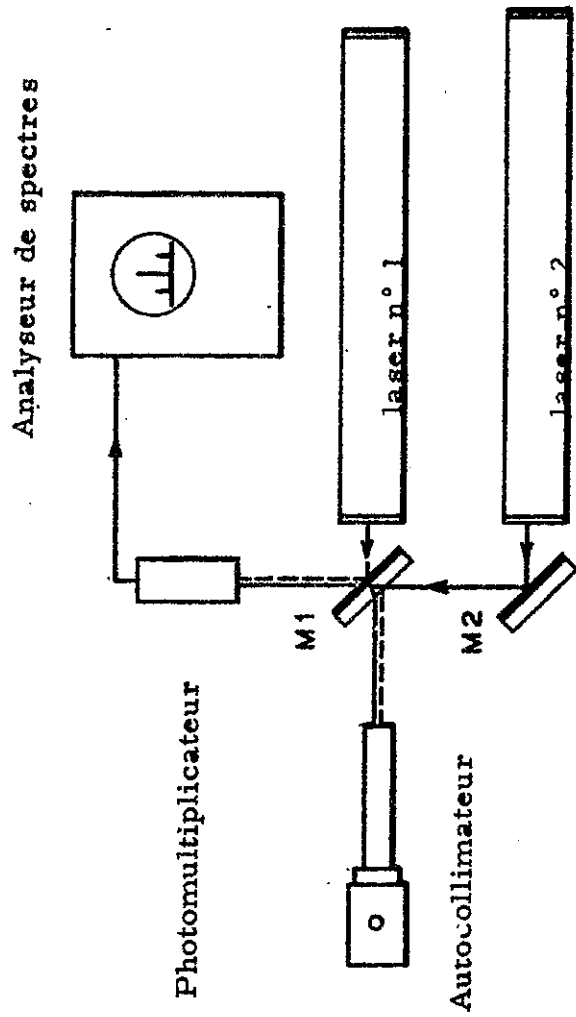 Analyseur de spectres
Photomultiplicateur
M1
laser n° 1
M2
laser n° 2
Autocollimateur